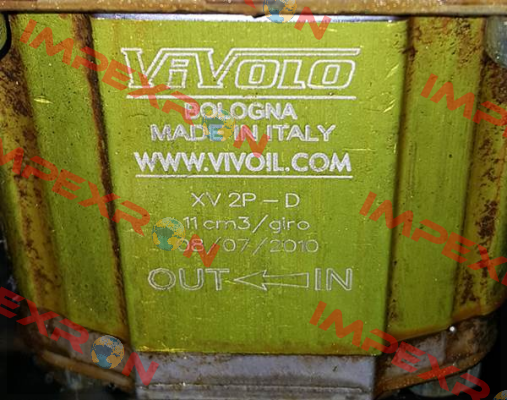 ViVOLO
BOLOGNA
MADE IN ITALY
WWW.VIVOIL.COM
XV 2P - D
11 cm3/giro
08/07/2010
OUT IN
IMPEXRON
IMPEXRON
IMPEXRON
IMPEXRON